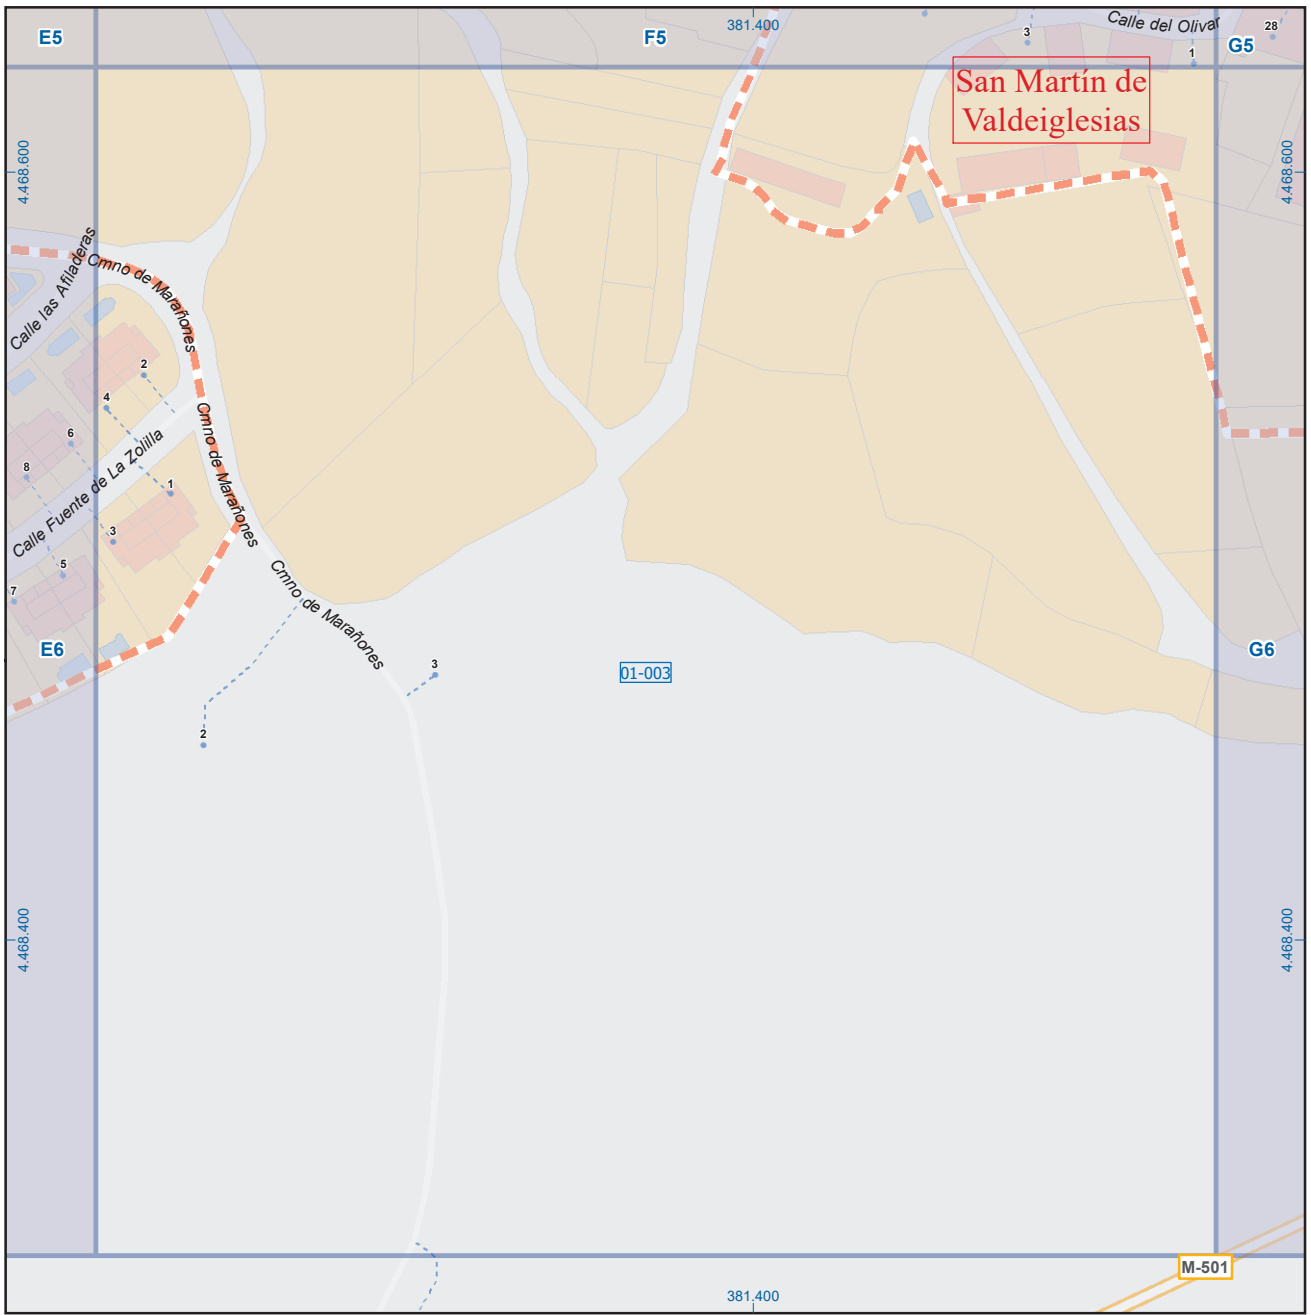 381.400
Calle del Olivar
E5
F5
G5
28
3
1
San Martín de
Valdeiglesias
4.468.600
4.468.600
Calle las Afiladeras
Cmno de Marañones
2
4
6
8
Cmno de Marañones
Calle Fuente de La Zolilla
1
3
5
7
Cmno de Marañones
E6
01-003
G6
3
2
4.468.400
4.468.400
M-501
381.400